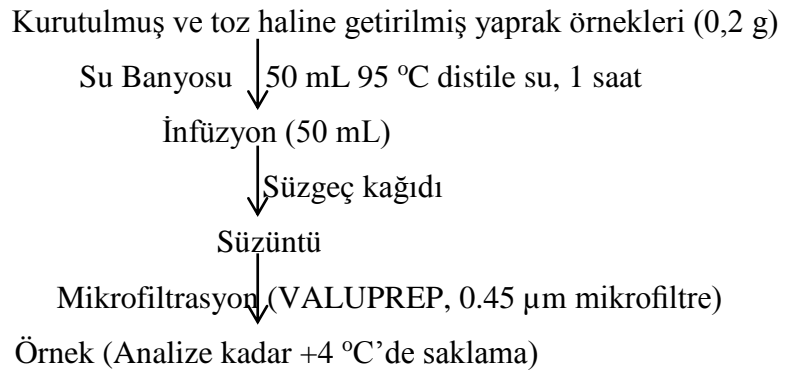 Kurutulmuş ve toz haline getirilmiş yaprak örnekleri (0,2 g)
Su Banyosu 50 mL 95 ºC distile su, 1 saat
İnfüzyon (50 mL)
Süzgeç kağıdı
Süzüntü
Mikrofiltrasyon (VALUPREP, 0.45 µm mikrofiltre)
Örnek (Analize kadar +4 ºC’de saklama)